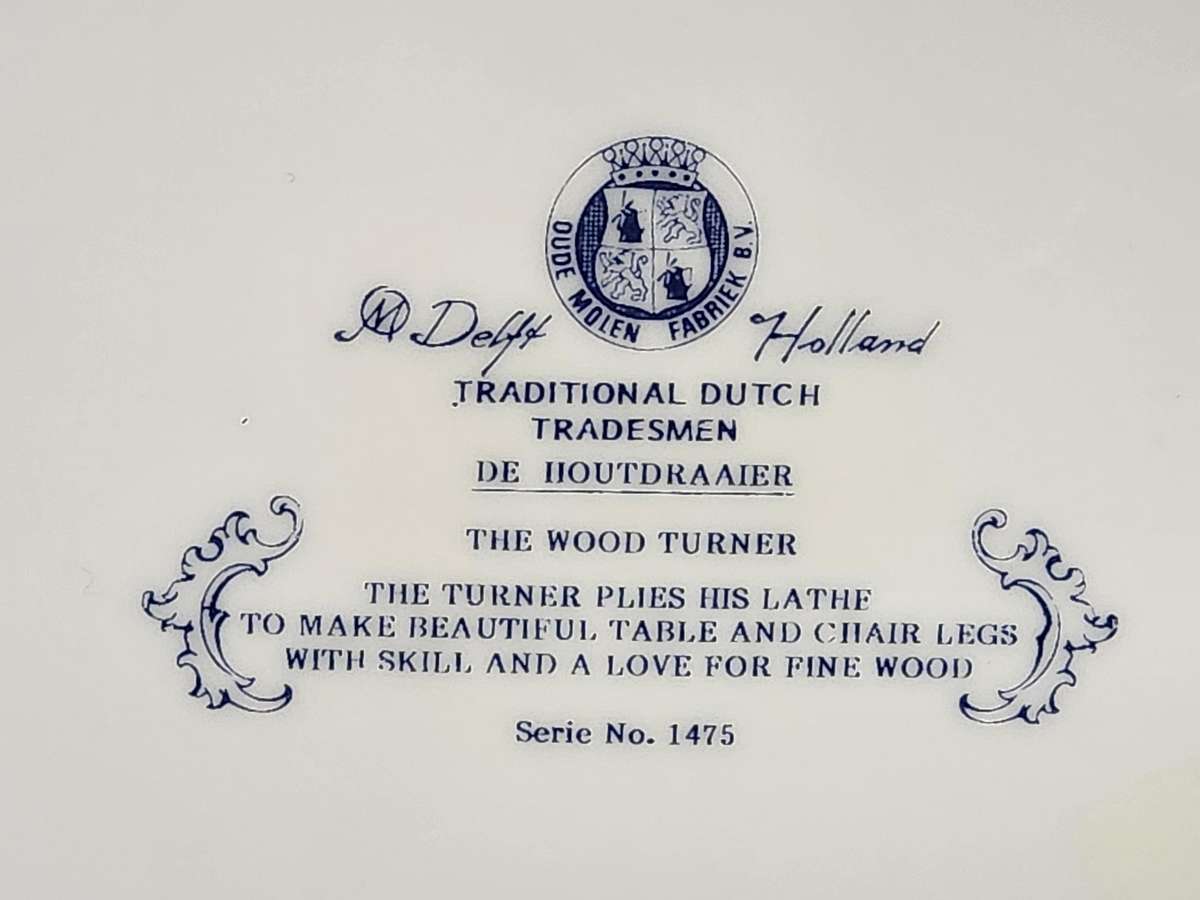 OUDE MOLEN FABRIEK B.V.
Delft Holland
TRADITIONAL DUTCH
TRADESMEN
DE HOUTDRAAIER
THE WOOD TURNER
THE TURNER PLIES HIS LATHE
TO MAKE BEAUTIFUL TABLE AND CHAIR LEGS
WITH SKILL AND A LOVE FOR FINE WOOD
Serie No. 1475